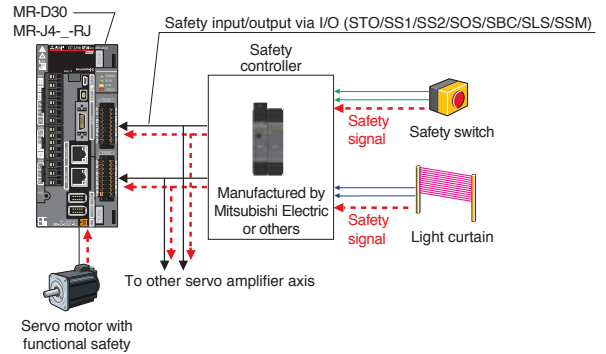 MR-D30
MR-J4-_-RJ
Safety input/output via I/O (STO/SS1/SS2/SOS/SBC/SLS/SSM)
Safety
controller
Safety
signal
Safety switch
Manufactured by
Mitsubishi Electric
or others
Safety
signal
Light curtain
To other servo amplifier axis
Servo motor with
functional safety